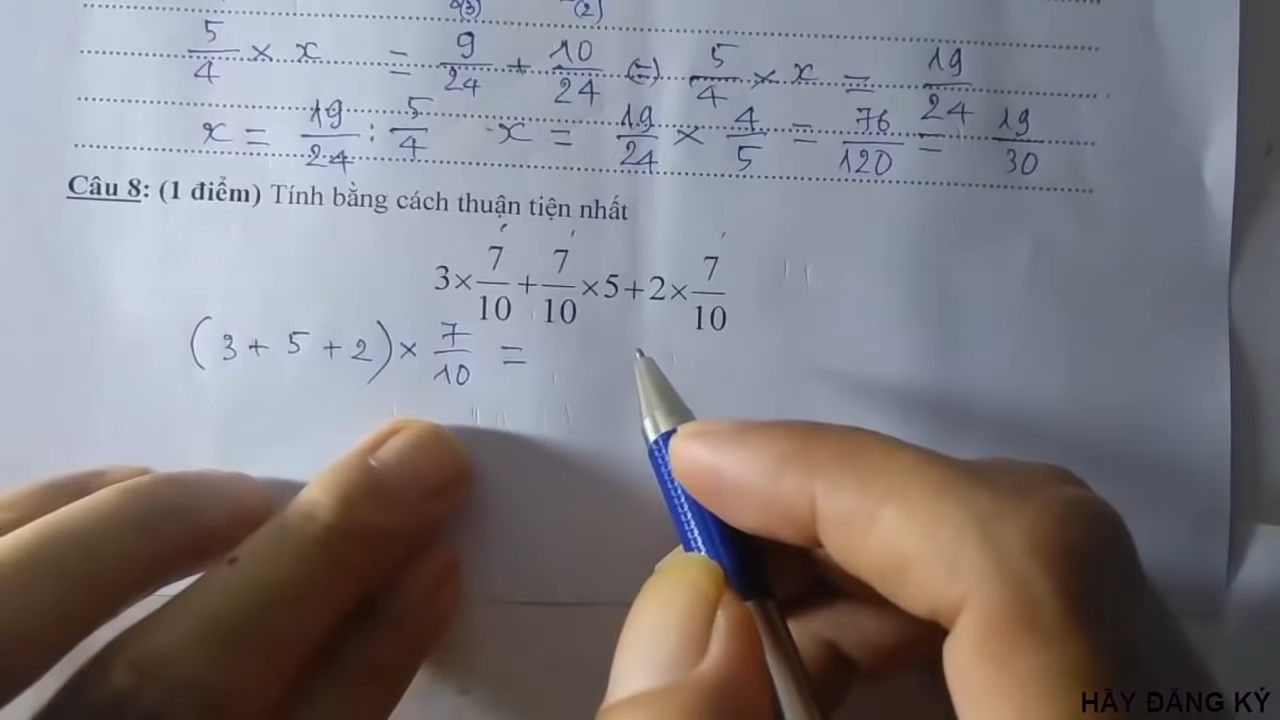 (3) (2)
5/4 × x = 9/24 + 10/24 (=) 5/4 × x = 19/24
x = 19/24 : 5/4 x = 19/24 × 4/5 = 76/120 = 19/30
Câu 8: (1 điểm) Tính bằng cách thuận tiện nhất
3 × 7/10 + 7/10 × 5 + 2 × 7/10
(3 + 5 + 2) × 7/10 =
HÃY ĐĂNG KÝ